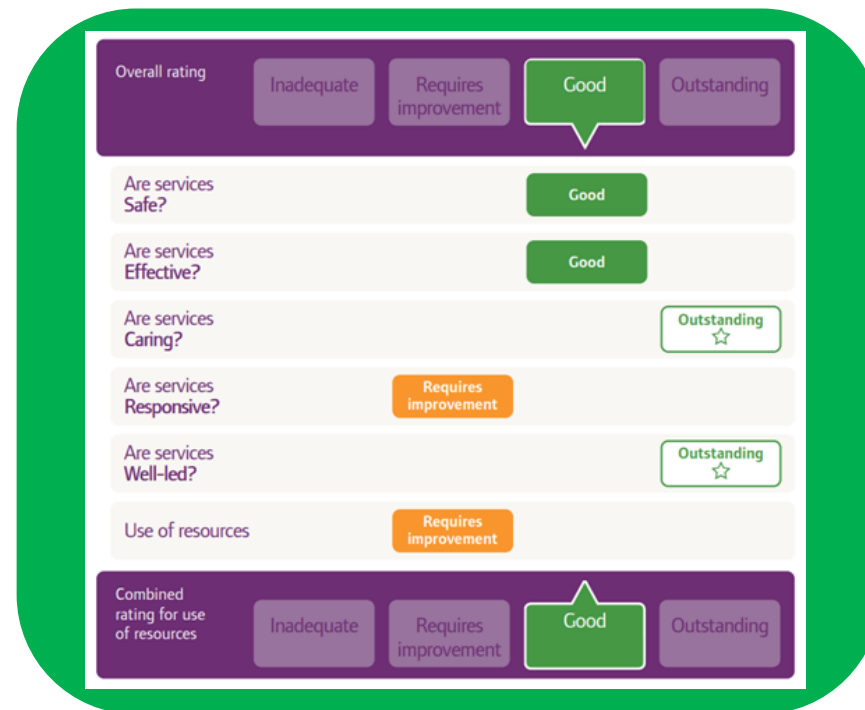 Overall rating
Inadequate
Requires
improvement
Good
Outstanding
Are services
Safe?
Good
Are services
Effective?
Good
Are services
Caring?
Outstanding
Are services
Responsive?
Requires
improvement
Are services
Well-led?
Outstanding
Use of resources
Requires
improvement
Combined
rating for use
of resources
Inadequate
Requires
improvement
Good
Outstanding